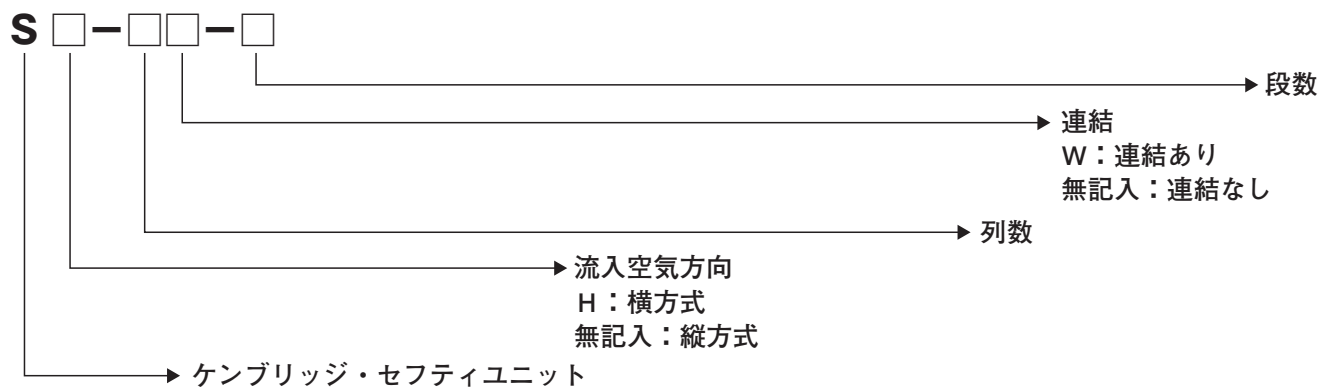 S □－□□－□
段数
連結
W：連結あり
無記入：連結なし
列数
流入空気方向
H：横方式
無記入：縦方式
ケンブリッジ・セフティユニット